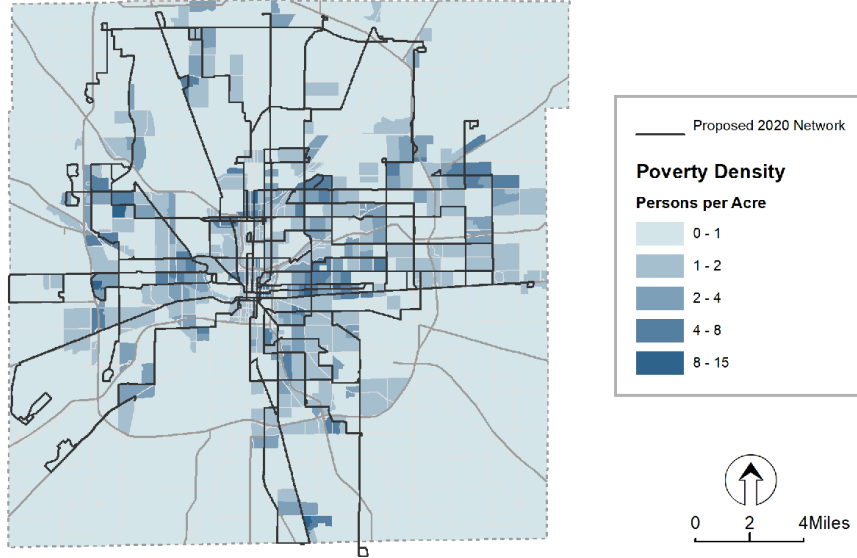 Proposed 2020 Network
Poverty Density
Persons per Acre
0 - 1
1 - 2
2 - 4
4 - 8
8 - 15
0 2 4Miles